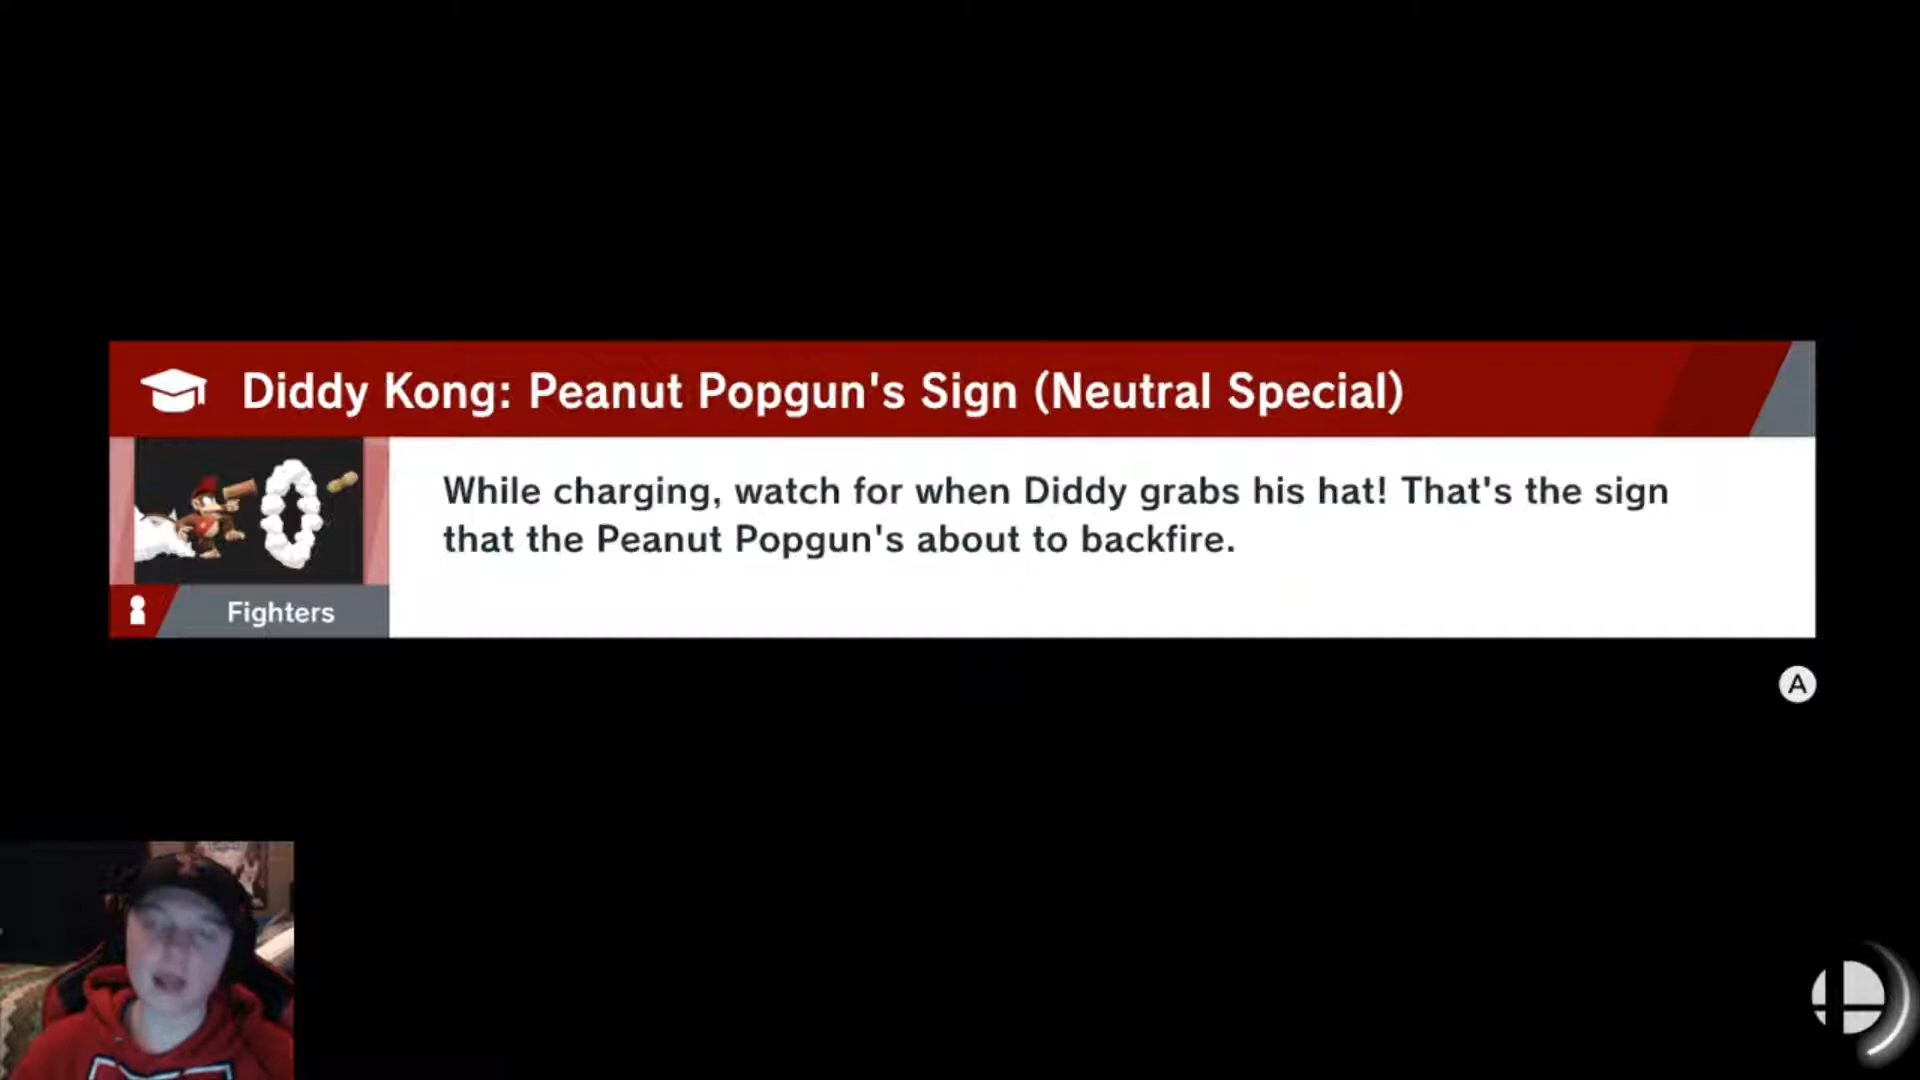 Diddy Kong: Peanut Popgun's Sign (Neutral Special)
While charging, watch for when Diddy grabs his hat! That's the sign
that the Peanut Popgun's about to backfire.
Fighters
A